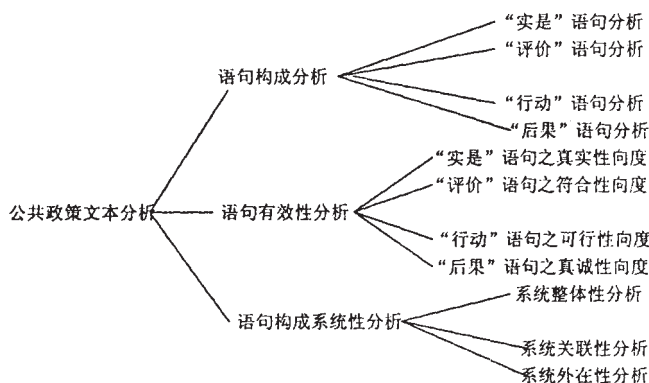 “实是”语句分析
“评价”语句分析
语句构成分析
“行动”语句分析
“后果”语句分析
“实是”语句之真实性向度
“评价”语句之符合性向度
公共政策文本分析
语句有效性分析
“行动”语句之可行性向度
“后果”语句之真诚性向度
系统整体性分析
语句构成系统性分析
系统关联性分析
系统外在性分析